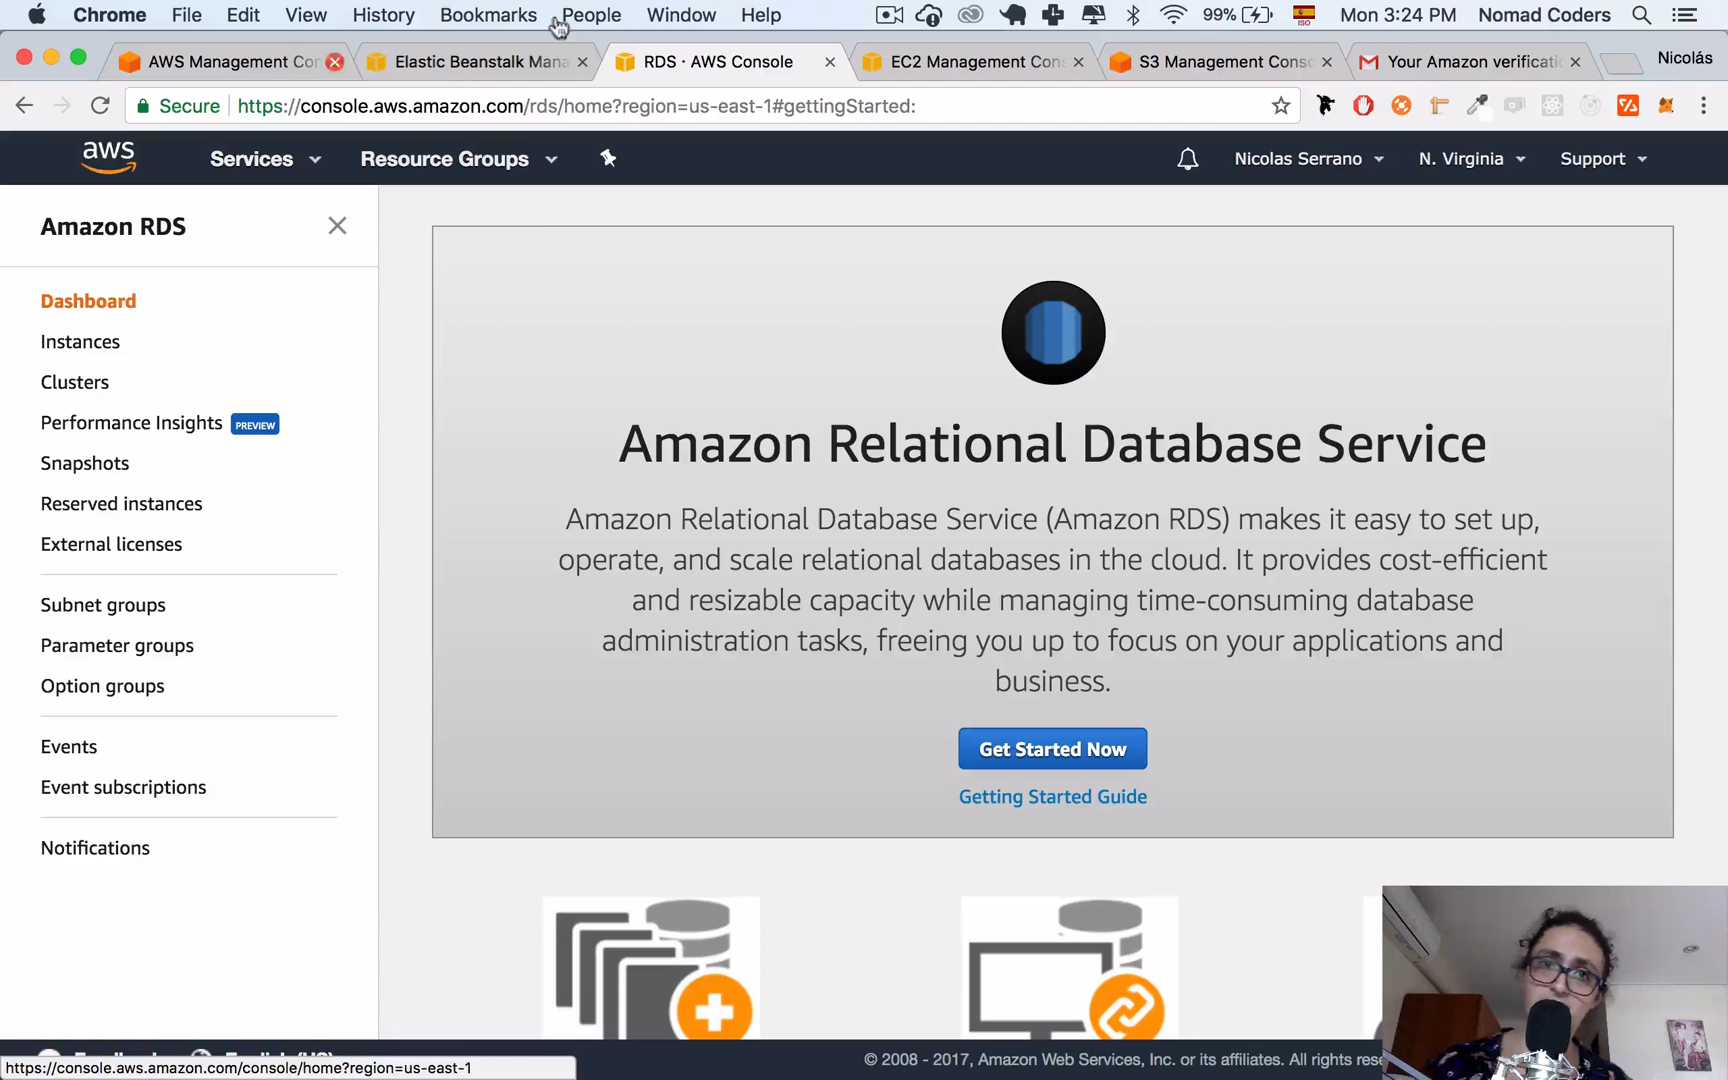 Chrome File Edit View History Bookmarks People Window Help 99% ISO Mon 3:24 PM Nomad Coders
AWS Management Con Elastic Beanstalk Mana RDS · AWS Console EC2 Management Cons S3 Management Conso Your Amazon verificati Nicolás
Secure https://console.aws.amazon.com/rds/home?region=us-east-1#gettingStarted:
aws Services Resource Groups Nicolas Serrano N. Virginia Support
Amazon RDS
Dashboard
Instances
Clusters
Performance Insights PREVIEW
Snapshots
Reserved instances
External licenses
Subnet groups
Parameter groups
Option groups
Events
Event subscriptions
Notifications
Amazon Relational Database Service
Amazon Relational Database Service (Amazon RDS) makes it easy to set up,
operate, and scale relational databases in the cloud. It provides cost-efficient
and resizable capacity while managing time-consuming database
administration tasks, freeing you up to focus on your applications and
business.
Get Started Now
Getting Started Guide
© 2008 - 2017, Amazon Web Services, Inc. or its affiliates. All rights rese
https://console.aws.amazon.com/console/home?region=us-east-1